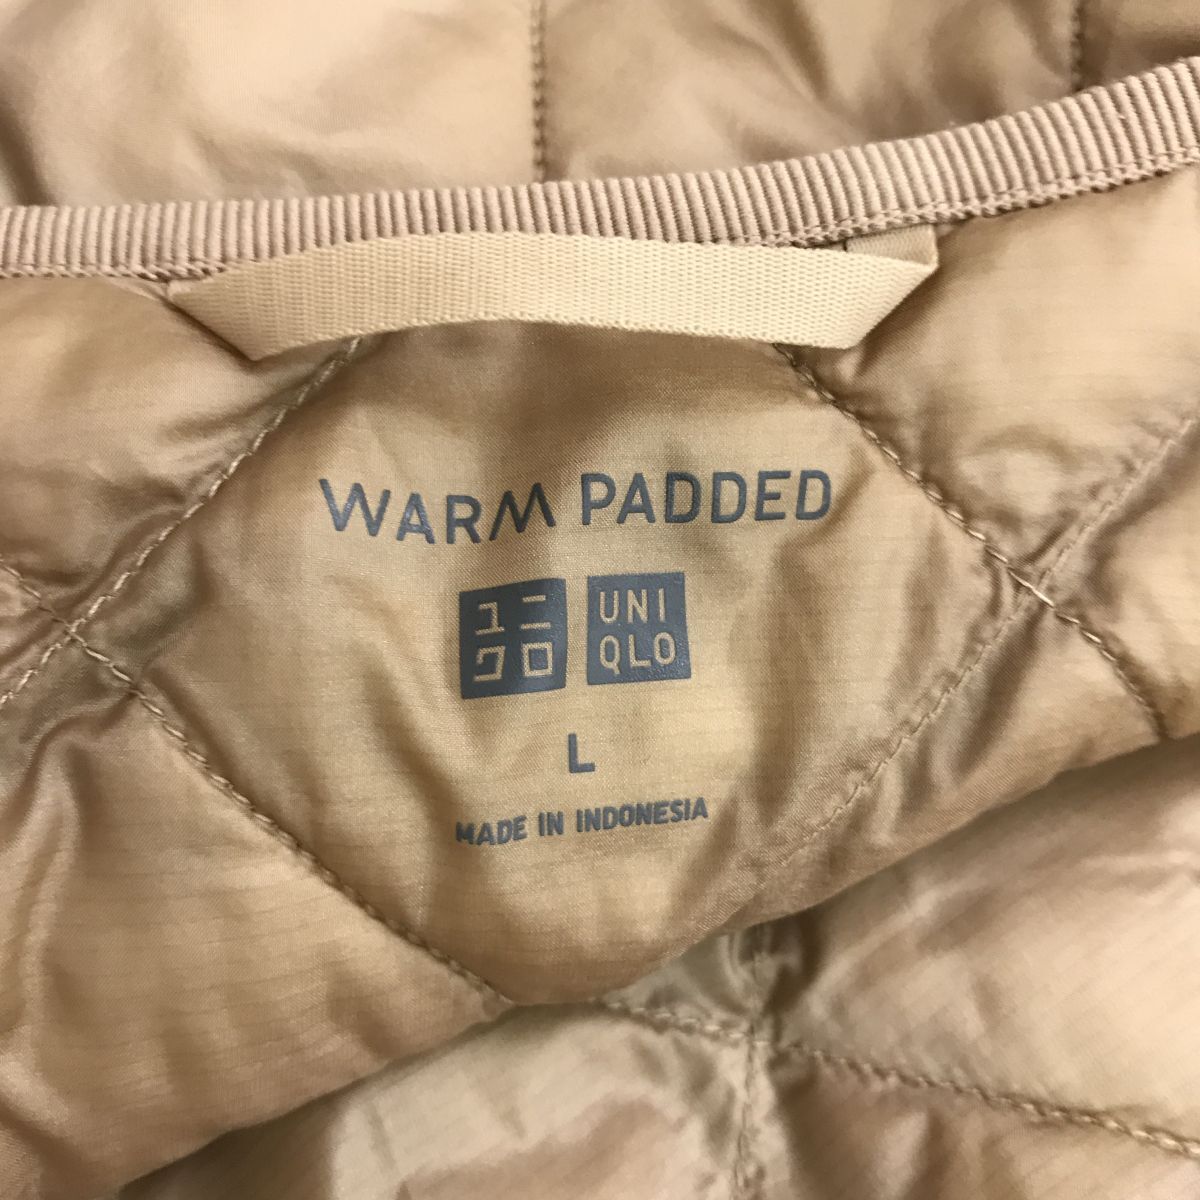 WARM PADDED
ユニ UNI
クロ QLO
L
MADE IN INDONESIA